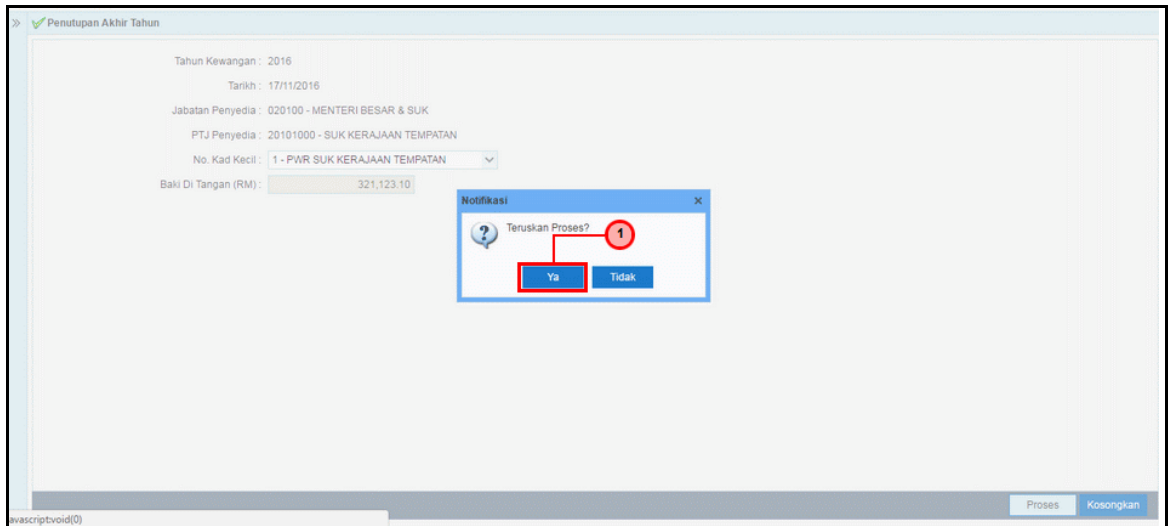 » Penutupan Akhir Tahun
Tahun Kewangan : 2016
Tarikh : 17/11/2016
Jabatan Penyedia : 020100 - MENTERI BESAR & SUK
PTJ Penyedia : 20101000 - SUK KERAJAAN TEMPATAN
No. Kad Kecil : 1 - PWR SUK KERAJAAN TEMPATAN
Baki Di Tangan (RM) : 321,123.10
Notifikasi x
Teruskan Proses? 1
Ya Tidak
Proses Kosongkan
avascript:void(0)